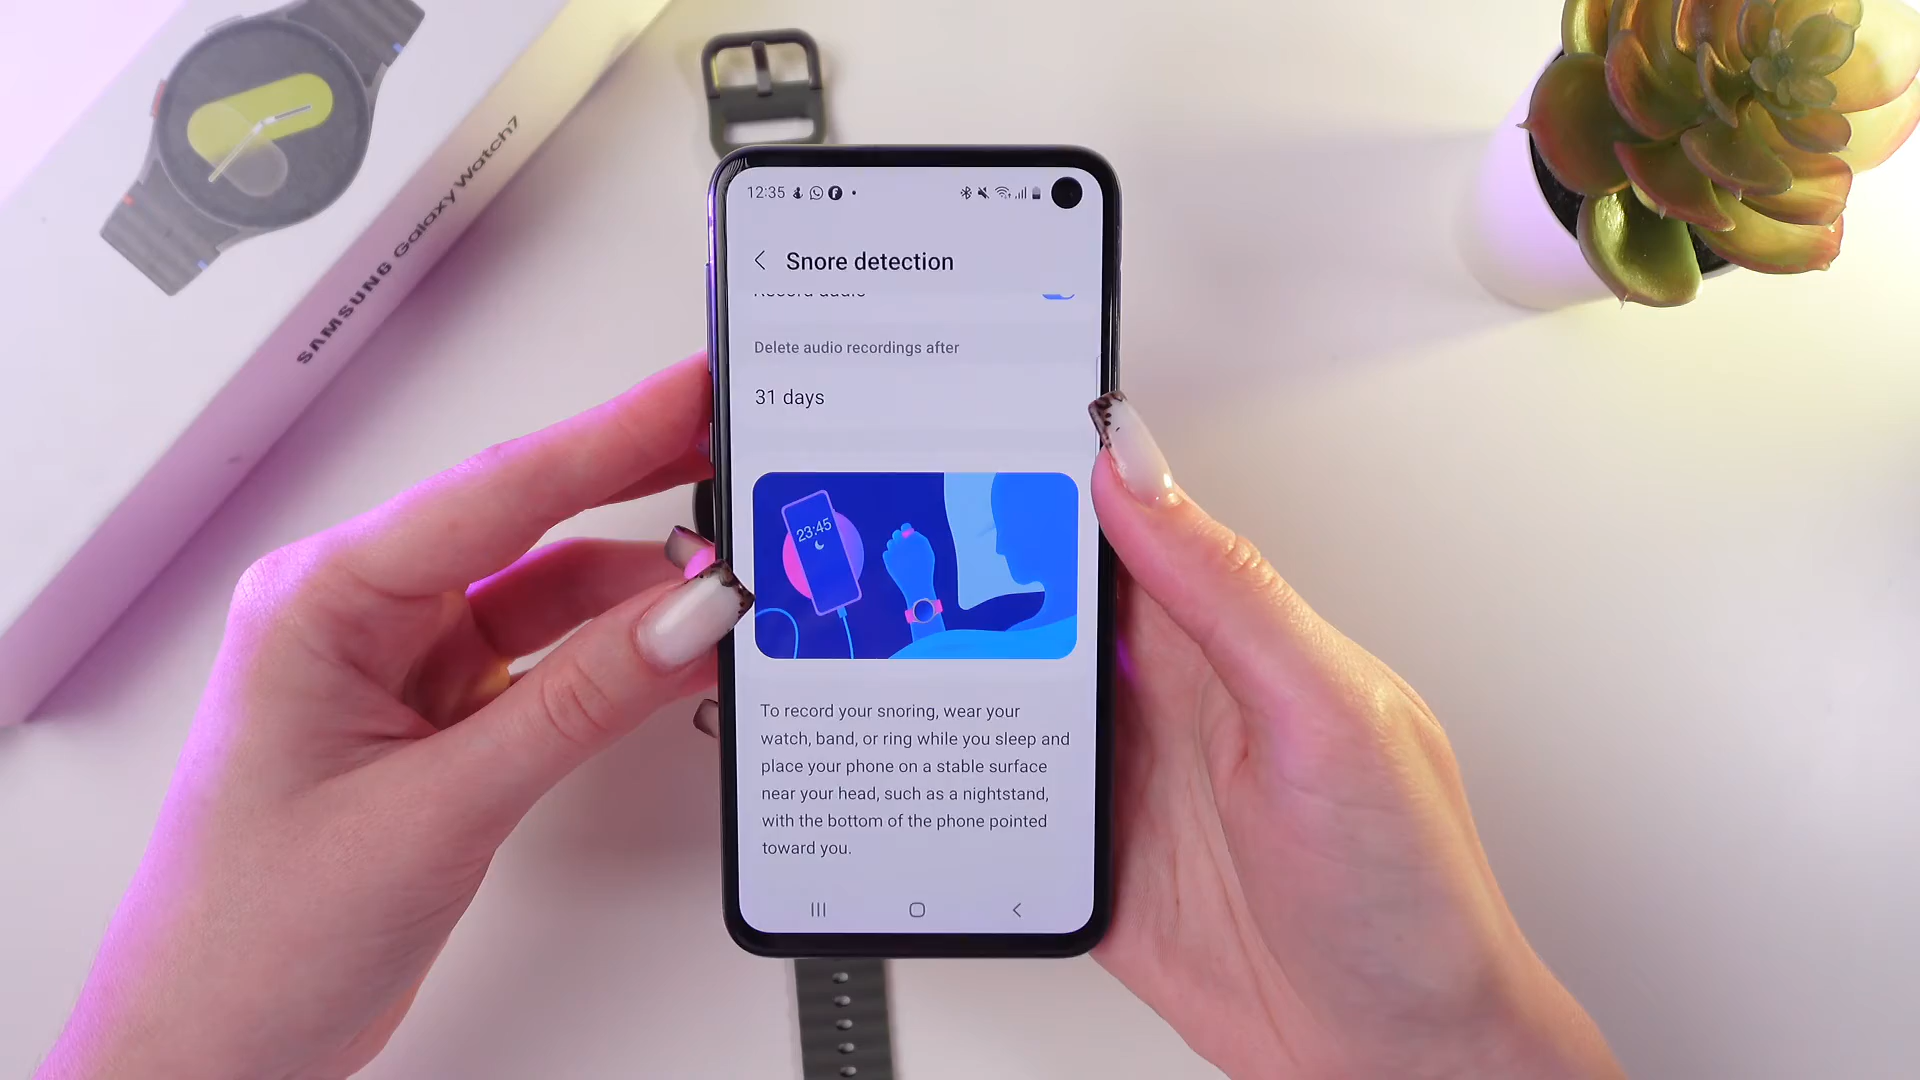 SAMSUNG Galaxy Watch7
12:35
Snore detection
Record audio
Delete audio recordings after
31 days
23:45
To record your snoring, wear your
watch, band, or ring while you sleep and
place your phone on a stable surface
near your head, such as a nightstand,
with the bottom of the phone pointed
toward you.